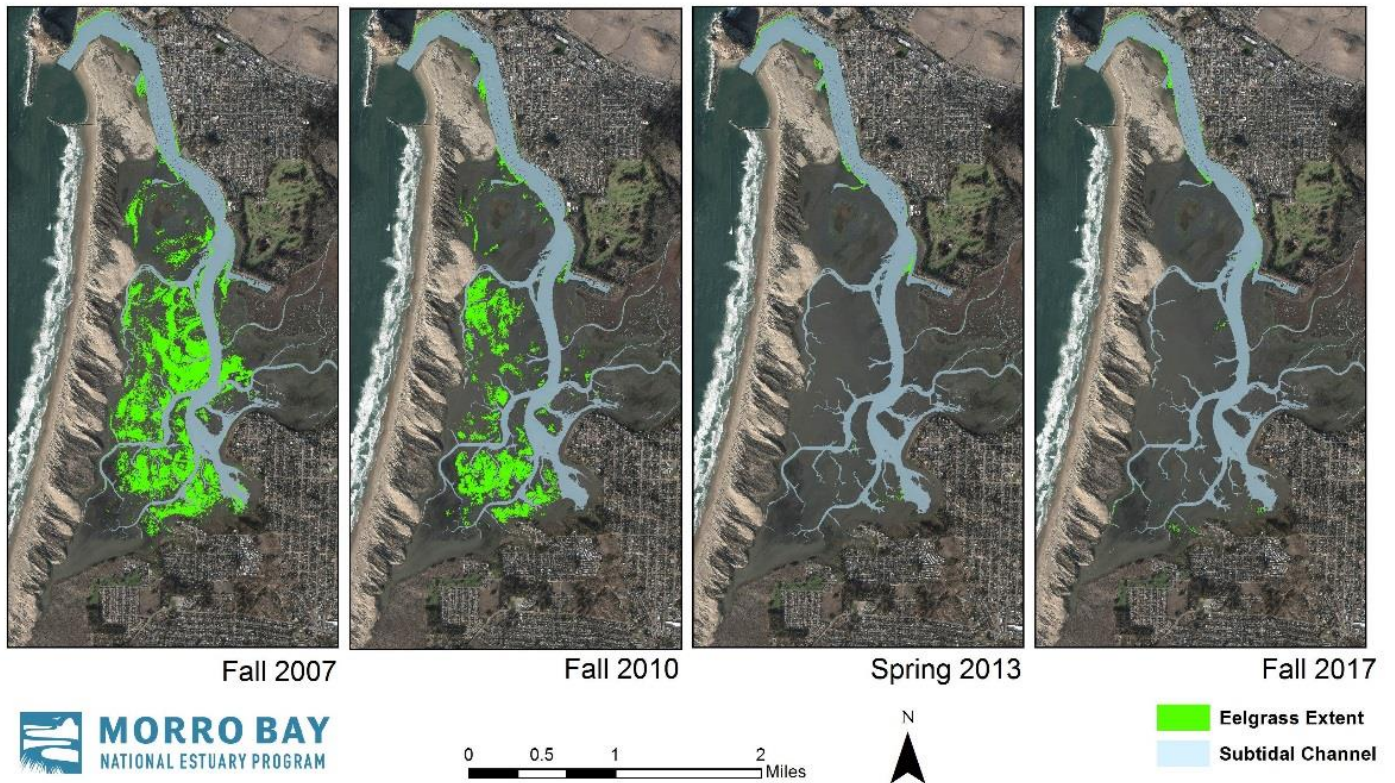 Fall 2007
Fall 2010
Spring 2013
Fall 2017
MORRO BAY
NATIONAL ESTUARY PROGRAM
0 0.5 1 2
Miles
N
Eelgrass Extent
Subtidal Channel